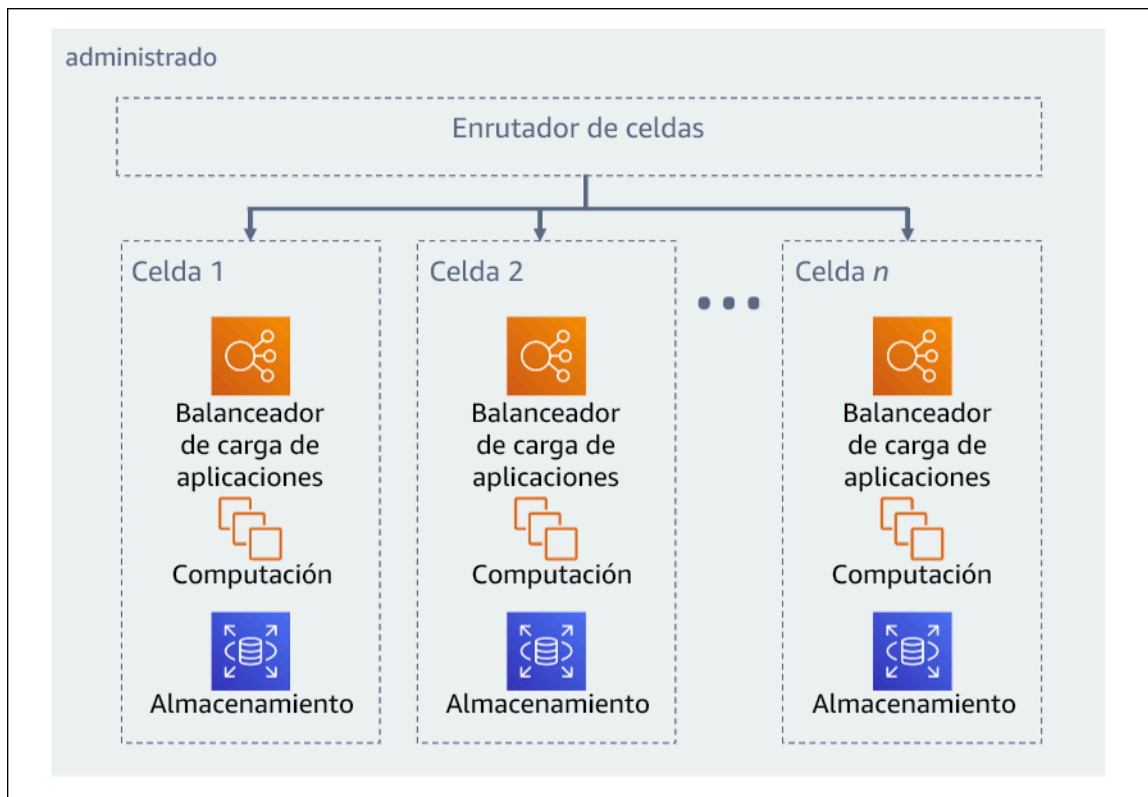 administrado
Enrutador de celdas
Celda 1
Balanceador
de carga de
aplicaciones
Computación
Almacenamiento
Celda 2
Balanceador
de carga de
aplicaciones
Computación
Almacenamiento
Celda n
Balanceador
de carga de
aplicaciones
Computación
Almacenamiento